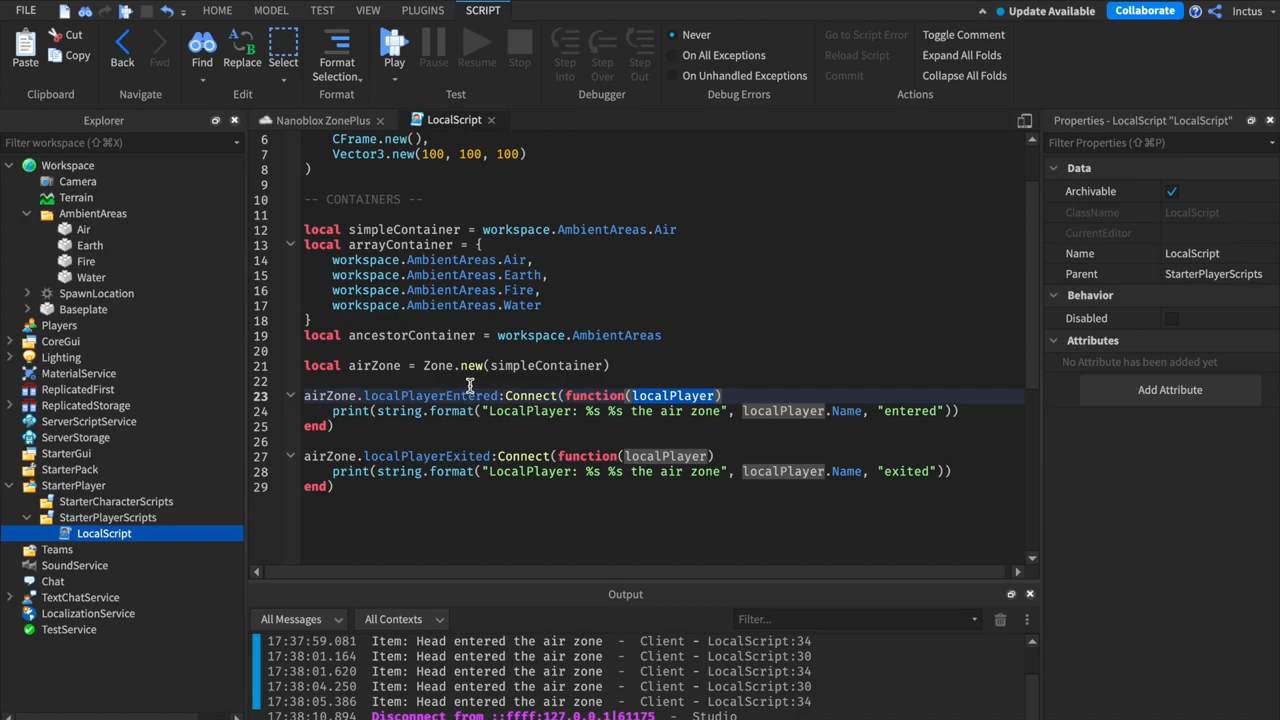 FILE HOME MODEL TEST VIEW PLUGINS SCRIPT Update Available Collaborate Inctus
Cut
Copy
Paste
Back Fwd
Find Replace Select
Format
Selection
Play Pause Resume Stop
Step
Into
Step
Over
Step
Out
Never
On All Exceptions
On Unhandled Exceptions
Go to Script Error
Reload Script
Commit
Toggle Comment
Expand All Folds
Collapse All Folds
Clipboard Navigate Edit Format Test Debugger Debug Errors Actions
Explorer
Filter workspace (⇧⌘X)
Workspace
Camera
Terrain
AmbientAreas
Air
Earth
Fire
Water
SpawnLocation
Baseplate
Players
CoreGui
Lighting
MaterialService
ReplicatedFirst
ReplicatedStorage
ServerScriptService
ServerStorage
StarterGui
StarterPack
StarterPlayer
StarterCharacterScripts
StarterPlayerScripts
LocalScript
Teams
SoundService
Chat
TextChatService
LocalizationService
TestService
Nanoblox ZonePlus LocalScript
6 CFrame.new(),
7 Vector3.new(100, 100, 100)
8 )
9
10 -- CONTAINERS --
11
12 local simpleContainer = workspace.AmbientAreas.Air
13 local arrayContainer = {
14 workspace.AmbientAreas.Air,
15 workspace.AmbientAreas.Earth,
16 workspace.AmbientAreas.Fire,
17 workspace.AmbientAreas.Water
18 }
19 local ancestorContainer = workspace.AmbientAreas
20
21 local airZone = Zone.new(simpleContainer)
22
23 airZone.localPlayerEntered:Connect(function(localPlayer)
24 print(string.format("LocalPlayer: %s %s the air zone", localPlayer.Name, "entered"))
25 end)
26
27 airZone.localPlayerExited:Connect(function(localPlayer)
28 print(string.format("LocalPlayer: %s %s the air zone", localPlayer.Name, "exited"))
29 end)
Output
All Messages All Contexts Filter...
17:37:59.081 Item: Head entered the air zone - Client - LocalScript:34
17:38:01.164 Item: Head entered the air zone - Client - LocalScript:30
17:38:01.620 Item: Head entered the air zone - Client - LocalScript:34
17:38:04.250 Item: Head entered the air zone - Client - LocalScript:30
17:38:05.386 Item: Head entered the air zone - Client - LocalScript:34
17:38:10.894 Disconnect from ::ffff:127.0.0.1|61175 - Studio
Properties - LocalScript "LocalScript"
Filter Properties (⇧⌘P)
Data
Archivable
ClassName LocalScript
CurrentEditor
Name LocalScript
Parent StarterPlayerScripts
Behavior
Disabled
Attributes
No Attribute has been added yet
Add Attribute